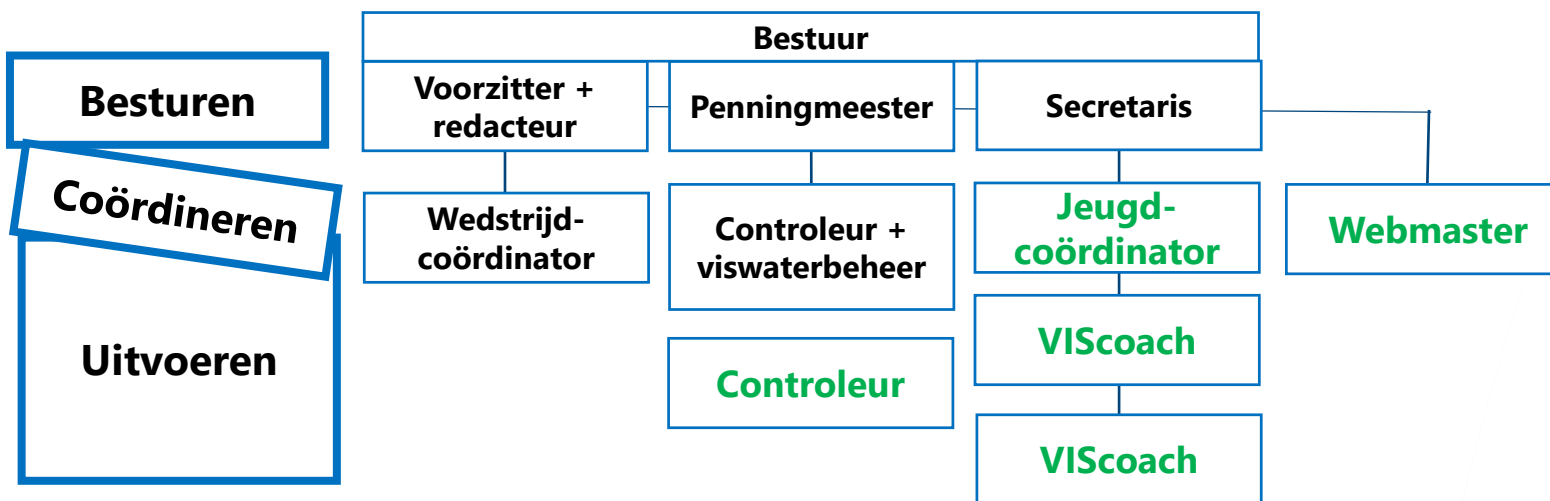 Bestuur
Besturen
Voorzitter +
redacteur
Penningmeester
Secretaris
Coördineren
Wedstrijd-
coördinator
Controleur +
viswaterbeheer
Jeugd-
coördinator
Webmaster
Uitvoeren
Controleur
VIScoach
VIScoach